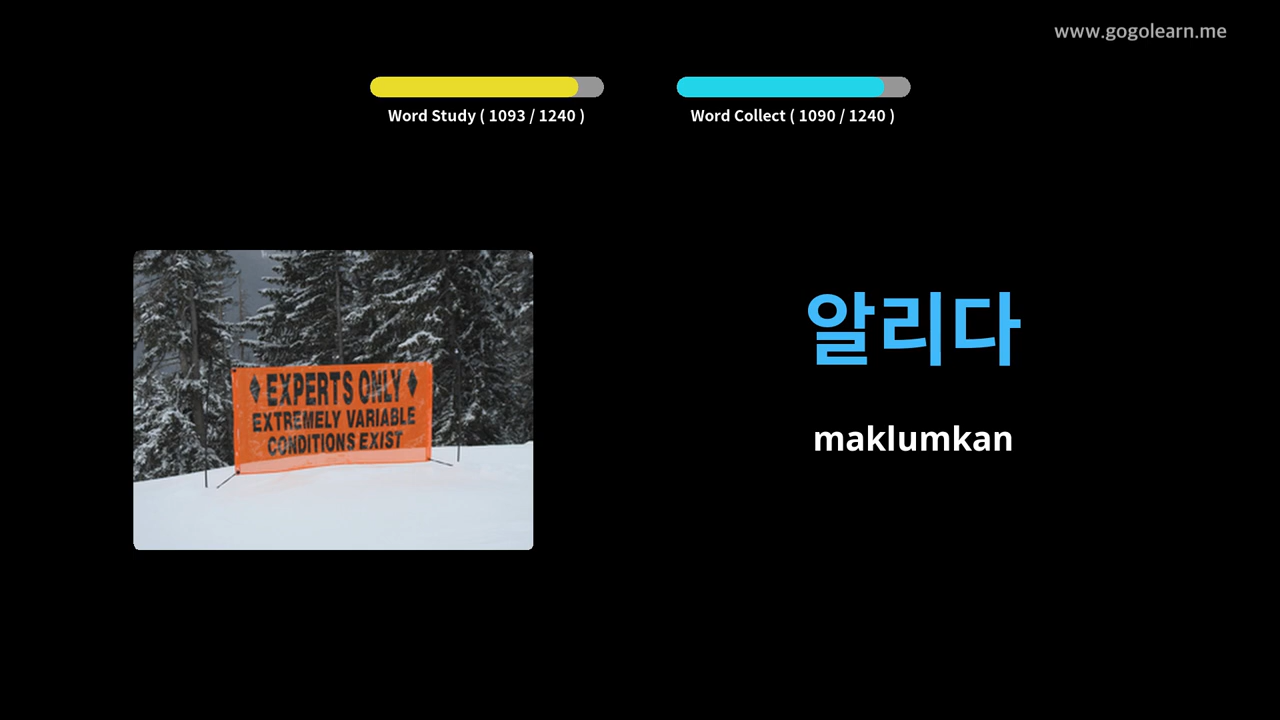 www.gogolearn.me
Word Study ( 1093 / 1240 )
Word Collect ( 1090 / 1240 )
EXPERTS ONLY
EXTREMELY VARIABLE
CONDITIONS EXIST
알리다
maklumkan